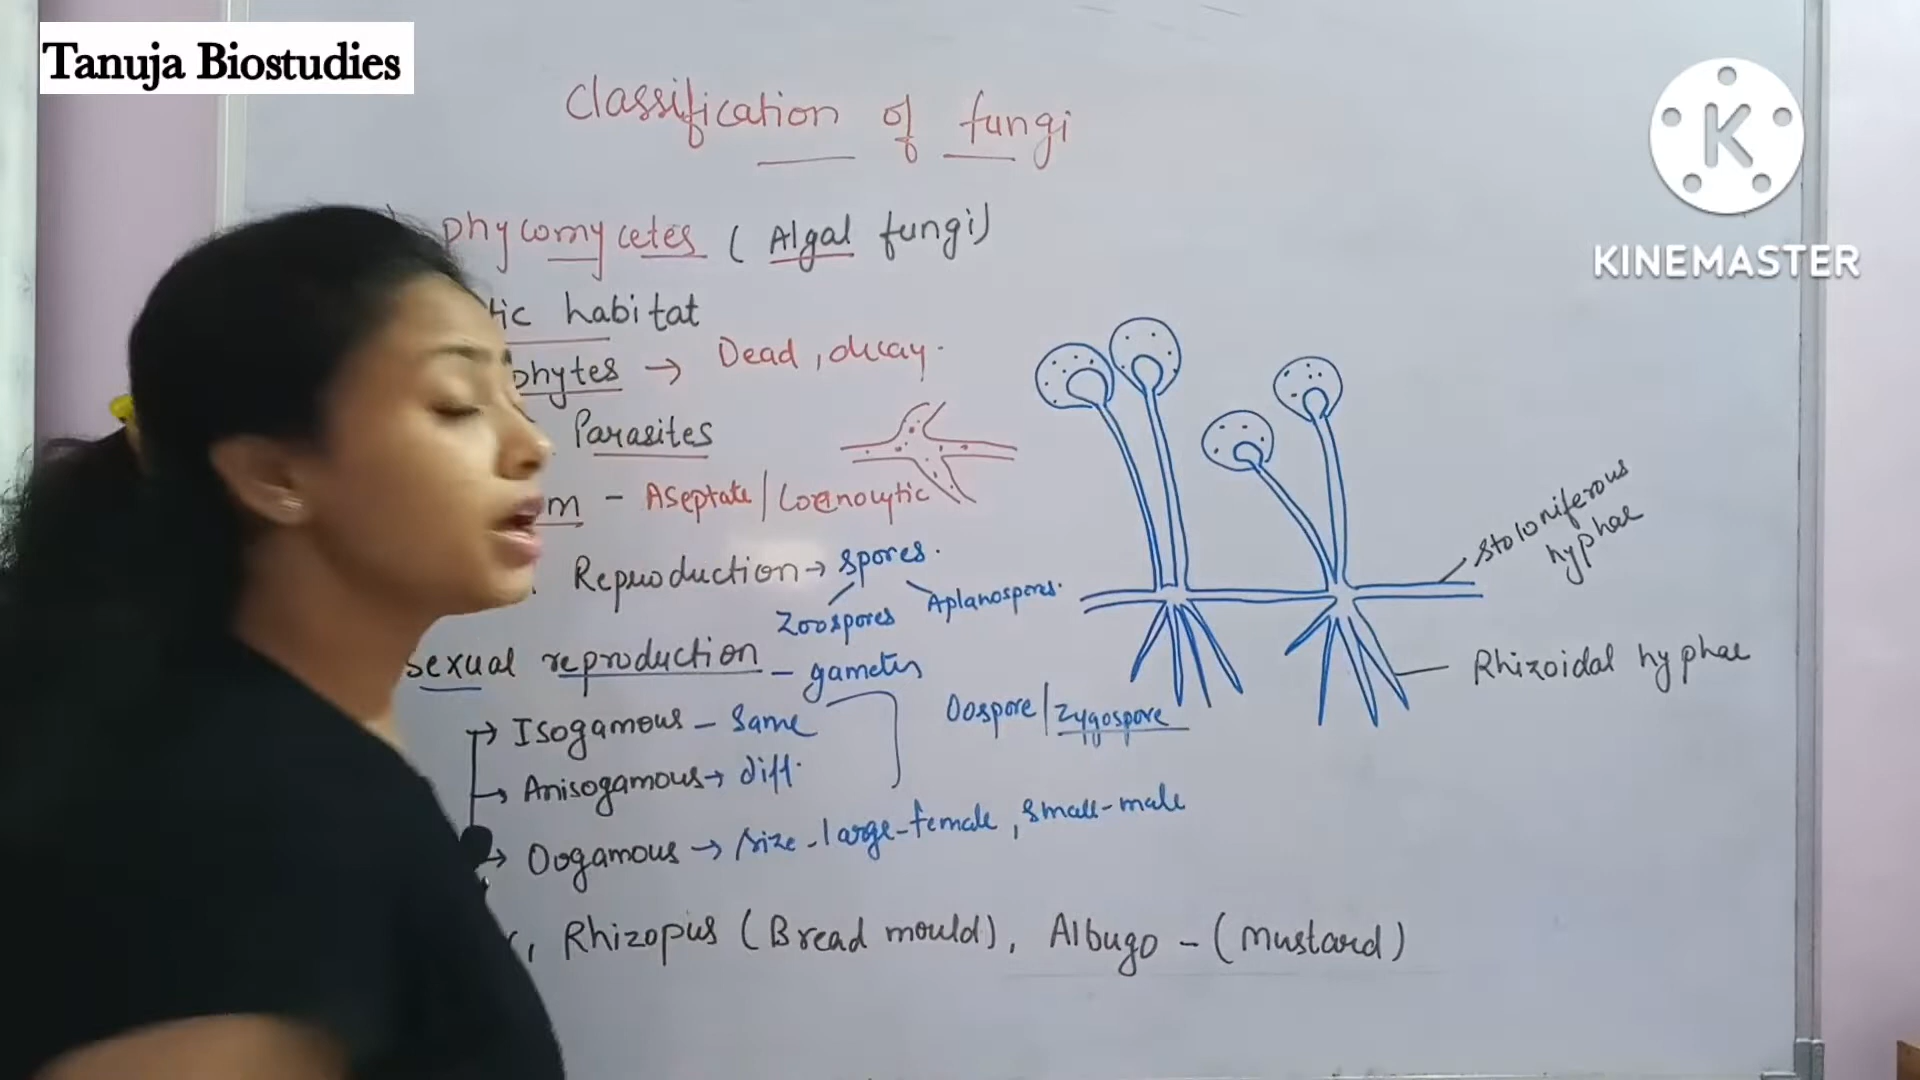 Tanuja Biostudies
Classification of fungi
KINEMASTER
phycomycetes (Algal fungi)
tic habitat
phytes → Dead, decay.
Parasites
m - Aseptate / Coenocytic
Reproduction → spores.
Zoospores Aplanospores.
sexual reproduction - gametes
Isogamous - Same
Oospore / Zygospore
Anisogamous → diff.
Oogamous → size - large - female, small - male
, Rhizopus (Bread mould), Albugo - (Mustard)
Stoloniferous
hyphae
Rhizoidal hyphae